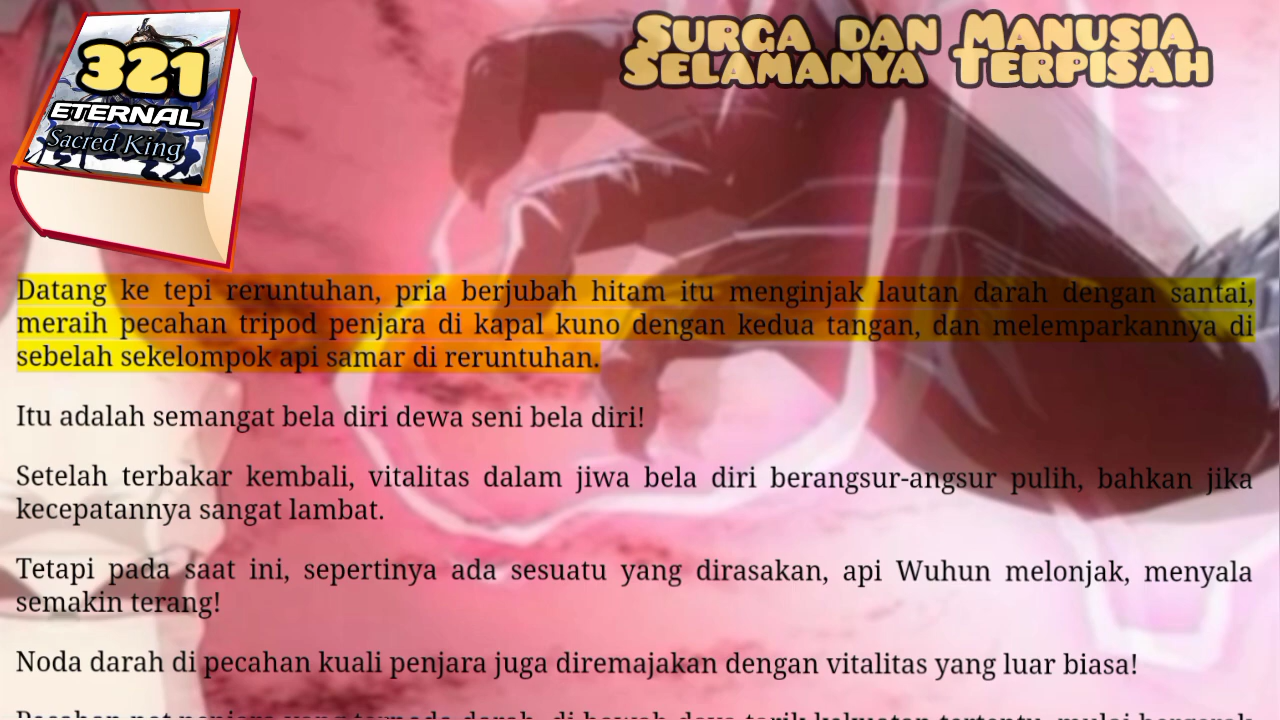 321
ETERNAL
Sacred King
SURGA DAN MANUSIA
SELAMANYA TERPISAH
Datang ke tepi reruntuhan, pria berjubah hitam itu menginjak lautan darah dengan santai,
meraih pecahan tripod penjara di kapal kuno dengan kedua tangan, dan melemparkannya di
sebelah sekelompok api samar di reruntuhan.
Itu adalah semangat bela diri dewa seni bela diri!
Setelah terbakar kembali, vitalitas dalam jiwa bela diri berangsur-angsur pulih, bahkan jika
kecepatannya sangat lambat.
Tetapi pada saat ini, sepertinya ada sesuatu yang dirasakan, api Wuhun melonjak, menyala
semakin terang!
Noda darah di pecahan kuali penjara juga diremajakan dengan vitalitas yang luar biasa!